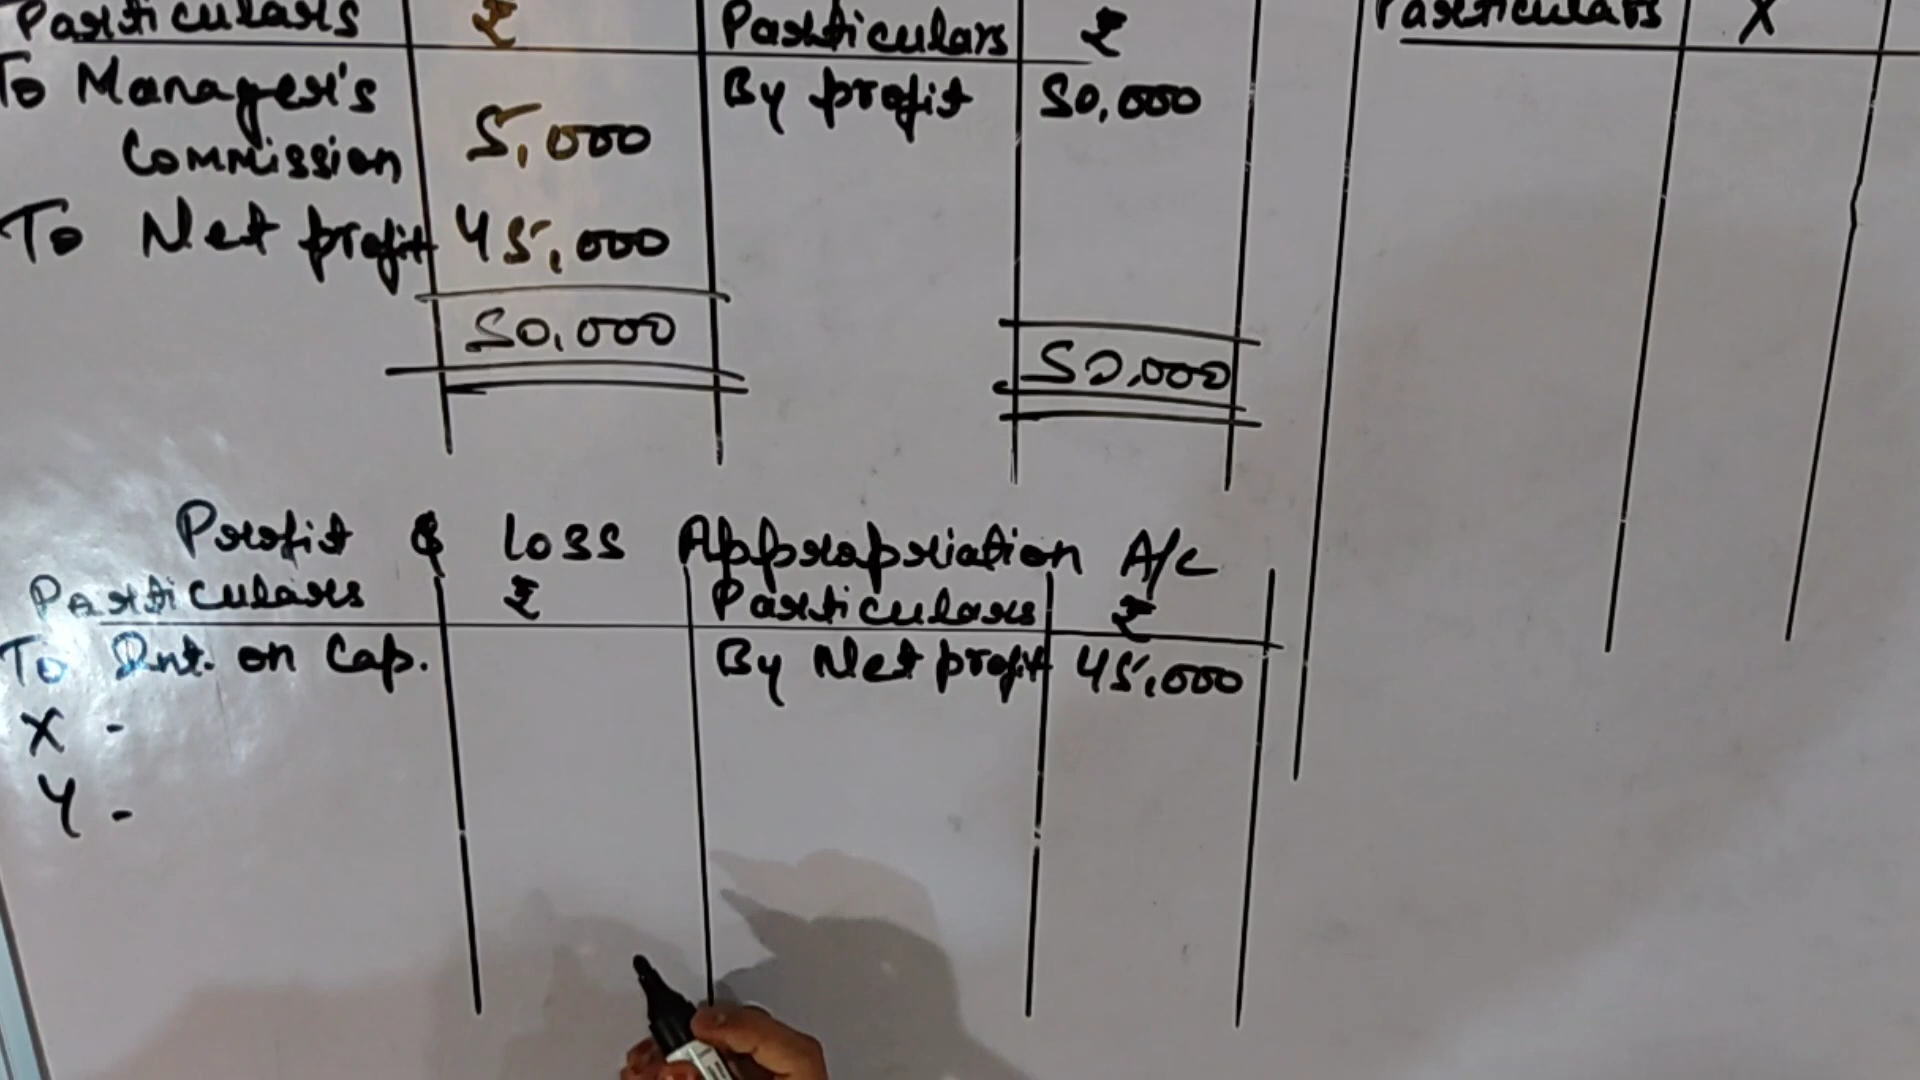 Particulars ₹ Particulars ₹
To Manager's
Commission 5,000
By profit 50,000
To Net profit 45,000
50,000 50,000
Particulars X
Profit & Loss Appropriation A/c
Particulars ₹ Particulars ₹
To Int. on Cap. By Net profit 45,000
X -
Y -